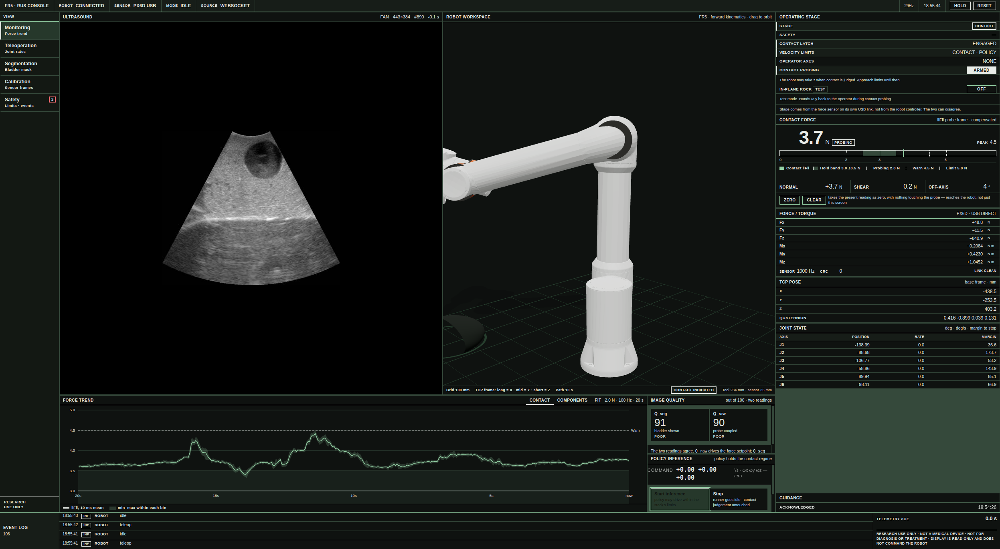 FR5 · RUS CONSOLE ROBOT CONNECTED SENSOR PX6D USB MODE IDLE SOURCE WEBSOCKET 29Hz 18:55:44 HOLD RESET
VIEW
Monitoring
Force trend
Teleoperation
Joint rates
Segmentation
Bladder mask
Calibration
Sensor frames
Safety 3
Limits · events
RESEARCH
USE ONLY
ULTRASOUND FAN 443×384 #890 -0.1 s
ROBOT WORKSPACE FR5 · forward kinematics · drag to orbit
Grid 100 mm TCP frame: long = X · mid = Y · short = Z Path 10 s CONTACT INDICATED Tool 234 mm · sensor 35 mm
FORCE TREND CONTACT COMPONENTS FIT 2.0 N · 100 Hz · 20 s
5.0
4.5 Warn
4.0
3.5
3.0
20s 15s 10s 5s now
‖F‖, 10 ms mean min–max within each bin
IMAGE QUALITY out of 100 · two readings
Q_seg Q_raw
91 90
bladder shown probe coupled
POOR POOR
The two readings agree. Q raw drives the force setpoint; Q seg
POLICY INFERENCE policy holds the contact regime
COMMAND +0.00 +0.00 °/s · ωx ωy ωz —
+0.00 zero
Start inference Stop
policy may drive within the runner goes idle · contact
stack's limits judgement untouched
OPERATING STAGE
STAGE CONTACT
SAFETY —
CONTACT LATCH ENGAGED
VELOCITY LIMITS CONTACT · POLICY
OPERATOR AXES NONE
CONTACT PROBING ARMED
The robot may take z when contact is judged. Approach limits until then.
IN-PLANE ROCK TEST OFF
Test mode. Hands ω y back to the operator during contact probing.
Stage comes from the force sensor on its own USB link, not from the robot controller. The two can disagree.
CONTACT FORCE ‖F‖ probe frame · compensated
3.7 N PROBING PEAK 4.5
0 2 3 5
Contact ‖F‖ Hold band 3.0 ±0.5 N Probing 2.0 N Warn 4.5 N Limit 5.0 N
NORMAL +3.7 N SHEAR 0.2 N OFF-AXIS 4 °
ZERO CLEAR takes the present reading as zero, with nothing touching the probe — reaches the robot, not just
this screen
FORCE / TORQUE PX6D · USB DIRECT
Fx +48.8 N
Fy −11.5 N
Fz −840.9 N
Mx −0.2084 N·m
My +0.4230 N·m
Mz +1.0452 N·m
SENSOR 1000 Hz CRC 0 LINK CLEAN
TCP POSE base frame · mm
X -438.5
Y -253.5
Z 403.2
QUATERNION 0.416 -0.899 0.039 0.131
JOINT STATE deg · deg/s · margin to stop
AXIS POSITION RATE MARGIN
J1 -138.39 0.0 36.6
J2 -88.68 0.0 173.7
J3 -106.77 -0.0 53.2
J4 -58.86 0.0 143.9
J5 89.94 0.0 85.1
J6 -98.11 -0.0 66.9
GUIDANCE
ACKNOWLEDGED 18:54:26
EVENT LOG
106
18:55:43 INF ROBOT idle
18:55:42 INF ROBOT teleop
18:55:41 INF ROBOT idle
18:55:41 INF ROBOT teleop
TELEMETRY AGE 0.0 s
RESEARCH USE ONLY · NOT A MEDICAL DEVICE · NOT FOR
DIAGNOSIS OR TREATMENT · DISPLAY IS READ-ONLY AND DOES
NOT COMMAND THE ROBOT